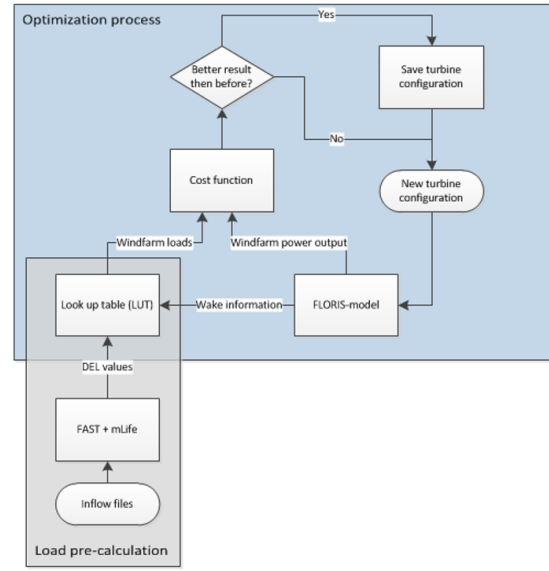 Optimization process
Yes
Better result
then before?
Save turbine
configuration
No
Cost function
New turbine
configuration
Windfarm loads
Windfarm power output
Look up table (LUT)
Wake information
FLORIS-model
DEL values
FAST + mLife
Inflow files
Load pre-calculation